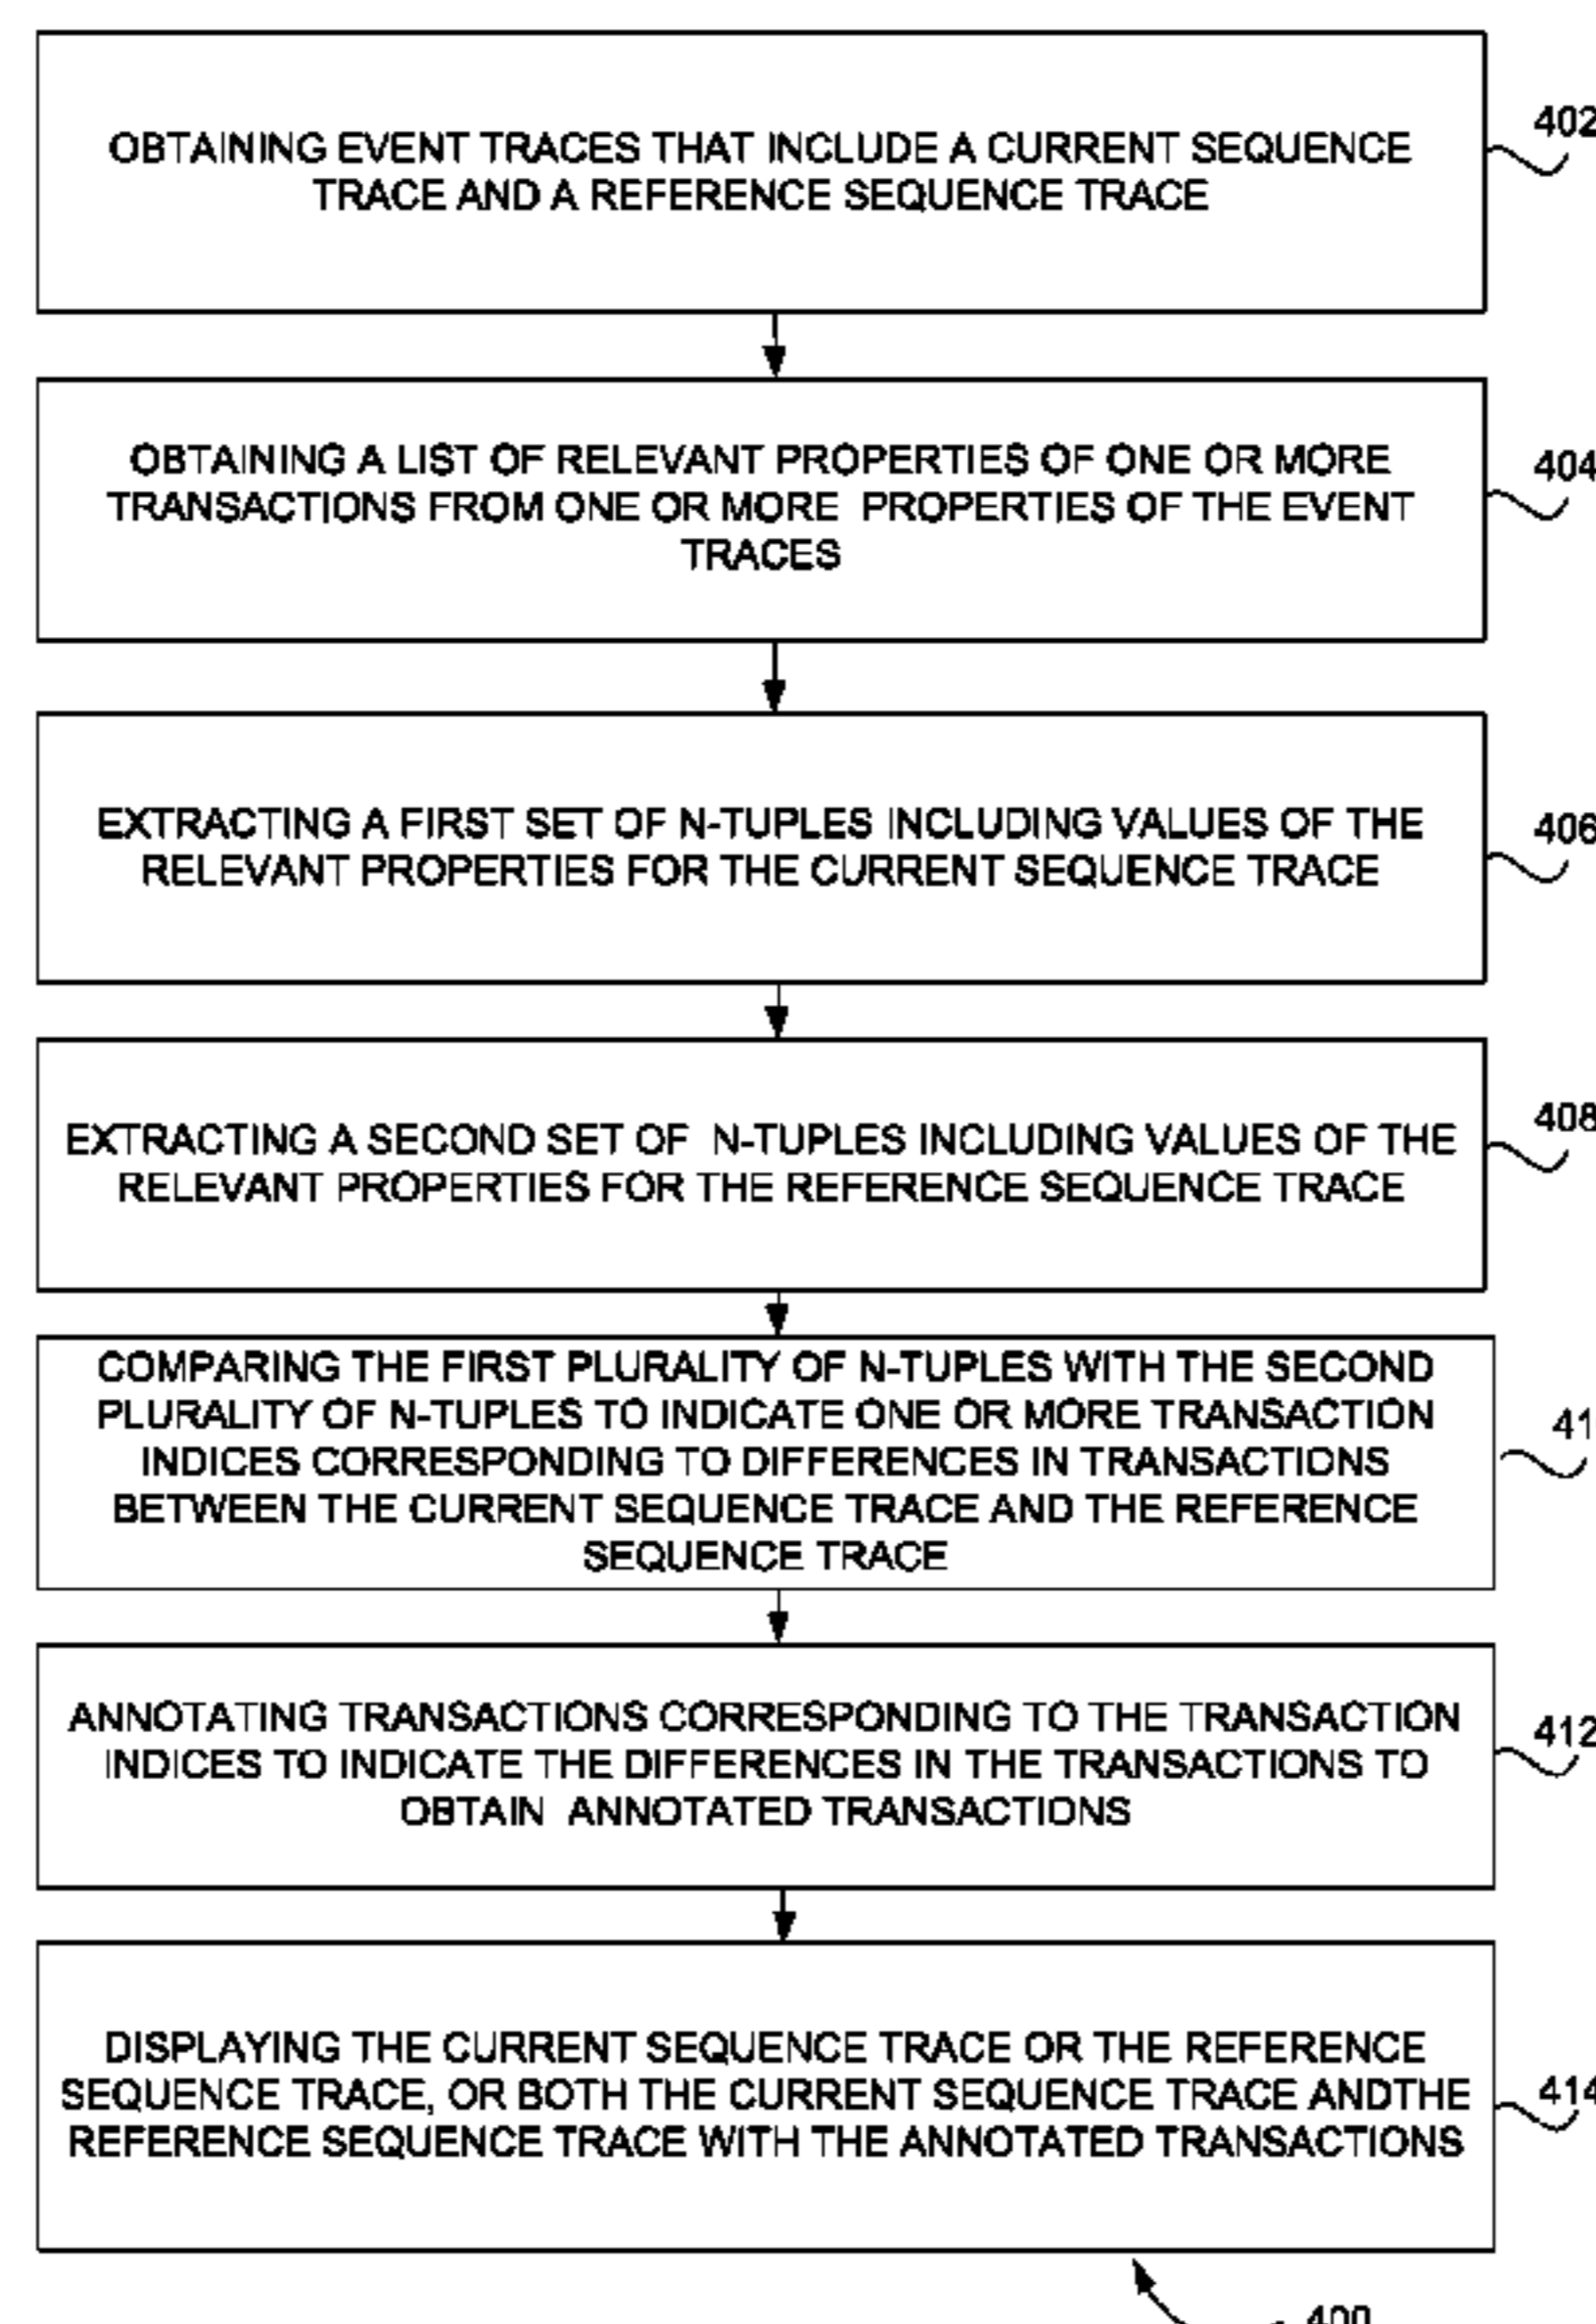 OBTAINING EVENT TRACES THAT INCLUDE A CURRENT SEQUENCE
TRACE AND A REFERENCE SEQUENCE TRACE
402
OBTAINING A LIST OF RELEVANT PROPERTIES OF ONE OR MORE
TRANSACTIONS FROM ONE OR MORE PROPERTIES OF THE EVENT
TRACES
404
EXTRACTING A FIRST SET OF N-TUPLES INCLUDING VALUES OF THE
RELEVANT PROPERTIES FOR THE CURRENT SEQUENCE TRACE
406
EXTRACTING A SECOND SET OF N-TUPLES INCLUDING VALUES OF THE
RELEVANT PROPERTIES FOR THE REFERENCE SEQUENCE TRACE
408
COMPARING THE FIRST PLURALITY OF N-TUPLES WITH THE SECOND
PLURALITY OF N-TUPLES TO INDICATE ONE OR MORE TRANSACTION
INDICES CORRESPONDING TO DIFFERENCES IN TRANSACTIONS
BETWEEN THE CURRENT SEQUENCE TRACE AND THE REFERENCE
SEQUENCE TRACE
41
ANNOTATING TRANSACTIONS CORRESPONDING TO THE TRANSACTION
INDICES TO INDICATE THE DIFFERENCES IN THE TRANSACTIONS TO
OBTAIN ANNOTATED TRANSACTIONS
412
DISPLAYING THE CURRENT SEQUENCE TRACE OR THE REFERENCE
SEQUENCE TRACE, OR BOTH THE CURRENT SEQUENCE TRACE ANDTHE
REFERENCE SEQUENCE TRACE WITH THE ANNOTATED TRANSACTIONS
414
400